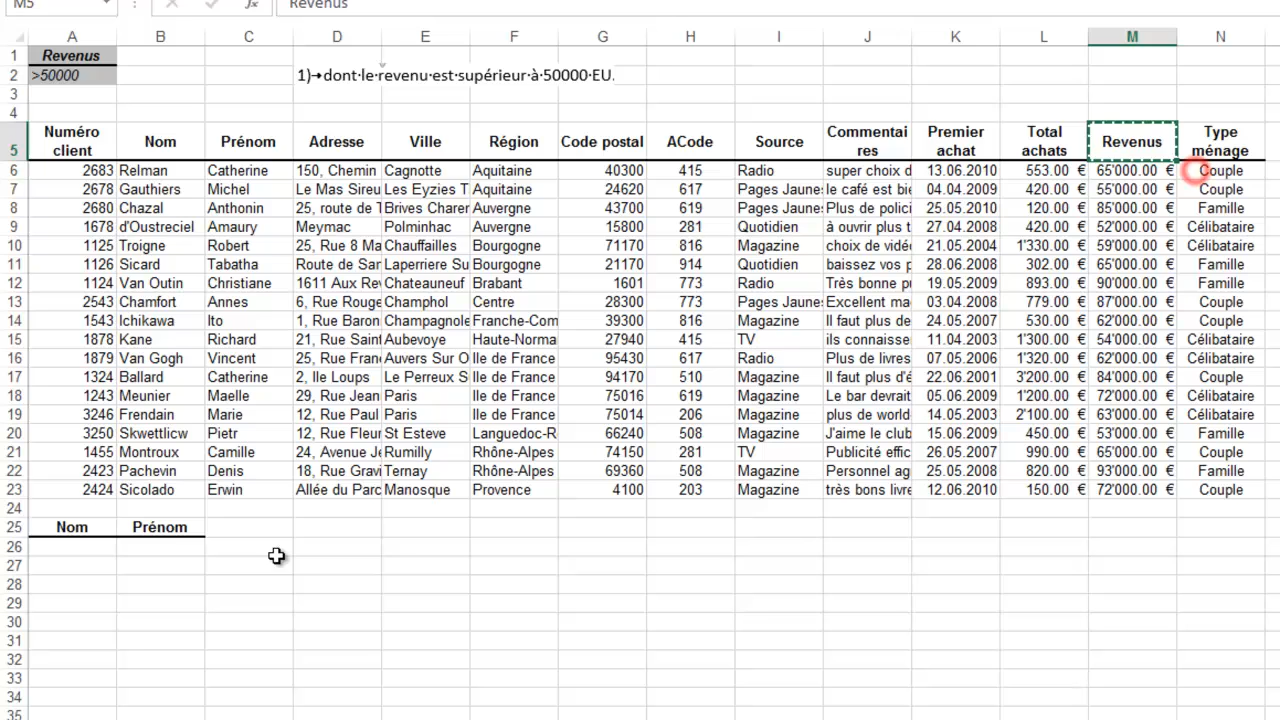 M5 Revenus
A B C D E F G H I J K L M N
1 Revenus
2 >50000 1)→dont·le·revenu·est·supérieur·à·50000·EU.
3
4
5 Numéro client Nom Prénom Adresse Ville Région Code postal ACode Source Commentai res Premier achat Total achats Revenus Type ménage
6 2683 Relman Catherine 150, Chemin Cagnotte Aquitaine 40300 415 Radio super choix d 13.06.2010 553.00 € 65'000.00 € Couple
7 2678 Gauthiers Michel Le Mas Sireu Les Eyzies T Aquitaine 24620 617 Pages Jaune le café est bie 04.04.2009 420.00 € 55'000.00 € Couple
8 2680 Chazal Anthonin 25, route de T Brives Charen Auvergne 43700 619 Pages Jaune Plus de polici 25.05.2010 120.00 € 85'000.00 € Famille
9 1678 d'Oustreciel Amaury Meymac Polminhac Auvergne 15800 281 Quotidien à ouvrir plus t 27.04.2008 420.00 € 52'000.00 € Célibataire
10 1125 Troigne Robert 25, Rue 8 Ma Chauffailles Bourgogne 71170 816 Magazine choix de vidéo 21.05.2004 1'330.00 € 59'000.00 € Célibataire
11 1126 Sicard Tabatha Route de Sar Laperriere Su Bourgogne 21170 914 Quotidien baissez vos p 28.06.2008 302.00 € 65'000.00 € Famille
12 1124 Van Outin Christiane 1611 Aux Rev Chateauneuf Brabant 1601 773 Radio Très bonne pu 19.05.2009 893.00 € 90'000.00 € Famille
13 2543 Chamfort Annes 6, Rue Rouge Champhol Centre 28300 773 Pages Jaune Excellent ma 03.04.2008 779.00 € 87'000.00 € Couple
14 1543 Ichikawa Ito 1, Rue Baron Champagnole Franche-Com 39300 816 Magazine Il faut plus de 24.05.2007 530.00 € 62'000.00 € Couple
15 1878 Kane Richard 21, Rue Saint Aubevoye Haute-Norma 27940 415 TV ils connaisse 11.04.2003 1'300.00 € 54'000.00 € Célibataire
16 1879 Van Gogh Vincent 25, Rue Fran Auvers Sur O Ile de France 95430 617 Radio Plus de livres 07.05.2006 1'320.00 € 62'000.00 € Célibataire
17 1324 Ballard Catherine 2, Ile Loups Le Perreux S Ile de France 94170 510 Magazine Il faut plus d'é 22.06.2001 3'200.00 € 84'000.00 € Couple
18 1243 Meunier Maelle 29, Rue Jean Paris Ile de France 75016 619 Magazine Le bar devrait 05.06.2009 1'200.00 € 72'000.00 € Célibataire
19 3246 Frendain Marie 12, Rue Paul Paris Ile de France 75014 206 Magazine plus de world 14.05.2003 2'100.00 € 63'000.00 € Célibataire
20 3250 Skwettlicw Pietr 12, Rue Fleur St Esteve Languedoc-R 66240 508 Magazine J'aime le club 15.06.2009 450.00 € 53'000.00 € Famille
21 1455 Montroux Camille 24, Avenue Je Rumilly Rhône-Alpes 74150 281 TV Publicité effic 26.05.2007 990.00 € 65'000.00 € Couple
22 2423 Pachevin Denis 18, Rue Gravi Ternay Rhône-Alpes 69360 508 Magazine Personnel ag 25.05.2008 820.00 € 93'000.00 € Famille
23 2424 Sicolado Erwin Allée du Parc Manosque Provence 4100 203 Magazine très bons livre 12.06.2010 150.00 € 72'000.00 € Couple
24
25 Nom Prénom
26
27
28
29
30
31
32
33
34
35